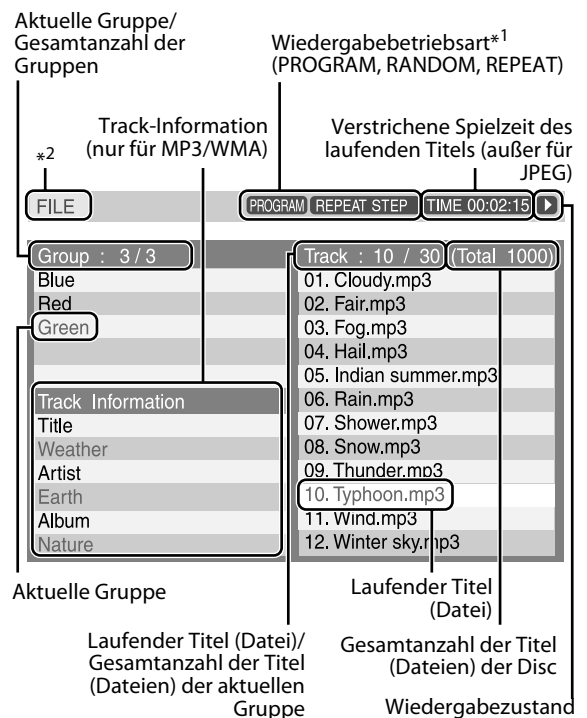 Aktuelle Gruppe/
Gesamtanzahl der
Gruppen
Wiedergabebetriebsart*1
(PROGRAM, RANDOM, REPEAT)
Track-Information
(nur für MP3/WMA)
Verstrichene Spielzeit des
laufenden Titels (außer für
JPEG)
*2
FILE
PROGRAM REPEAT STEP TIME 00:02:15
Group : 3 / 3
Blue
Red
Green
Track Information
Title
Weather
Artist
Earth
Album
Nature
Track : 10 / 30 (Total 1000)
01. Cloudy.mp3
02. Fair.mp3
03. Fog.mp3
04. Hail.mp3
05. Indian summer.mp3
06. Rain.mp3
07. Shower.mp3
08. Snow.mp3
09. Thunder.mp3
10. Typhoon.mp3
11. Wind.mp3
12. Winter sky.mp3
Aktuelle Gruppe
Laufender Titel
(Datei)
Laufender Titel (Datei)/
Gesamtanzahl der Titel
(Dateien) der aktuellen
Gruppe
Gesamtanzahl der Titel
(Dateien) der Disc
Wiedergabezustand